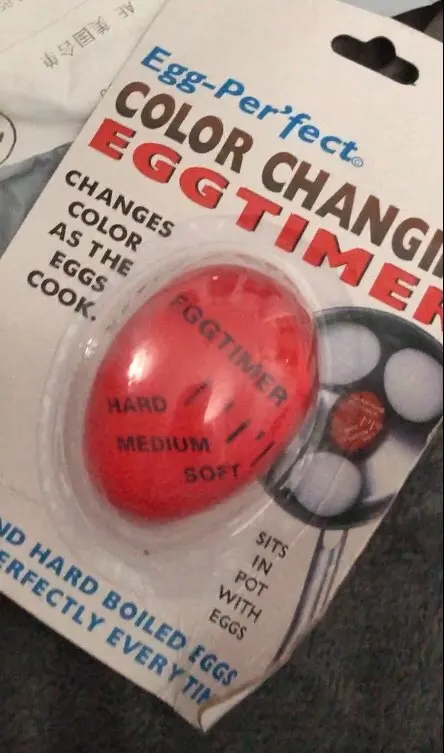 Egg-Per'fect©
COLOR CHANGI
EGGTIMER
CHANGES
COLOR
AS THE
EGGS
COOK.
EGGTIMER
HARD
MEDIUM
SOFT
SITS
IN
POT
WITH
EGGS
ND HARD BOILED EGGS
ERFECTLY EVERY TIM